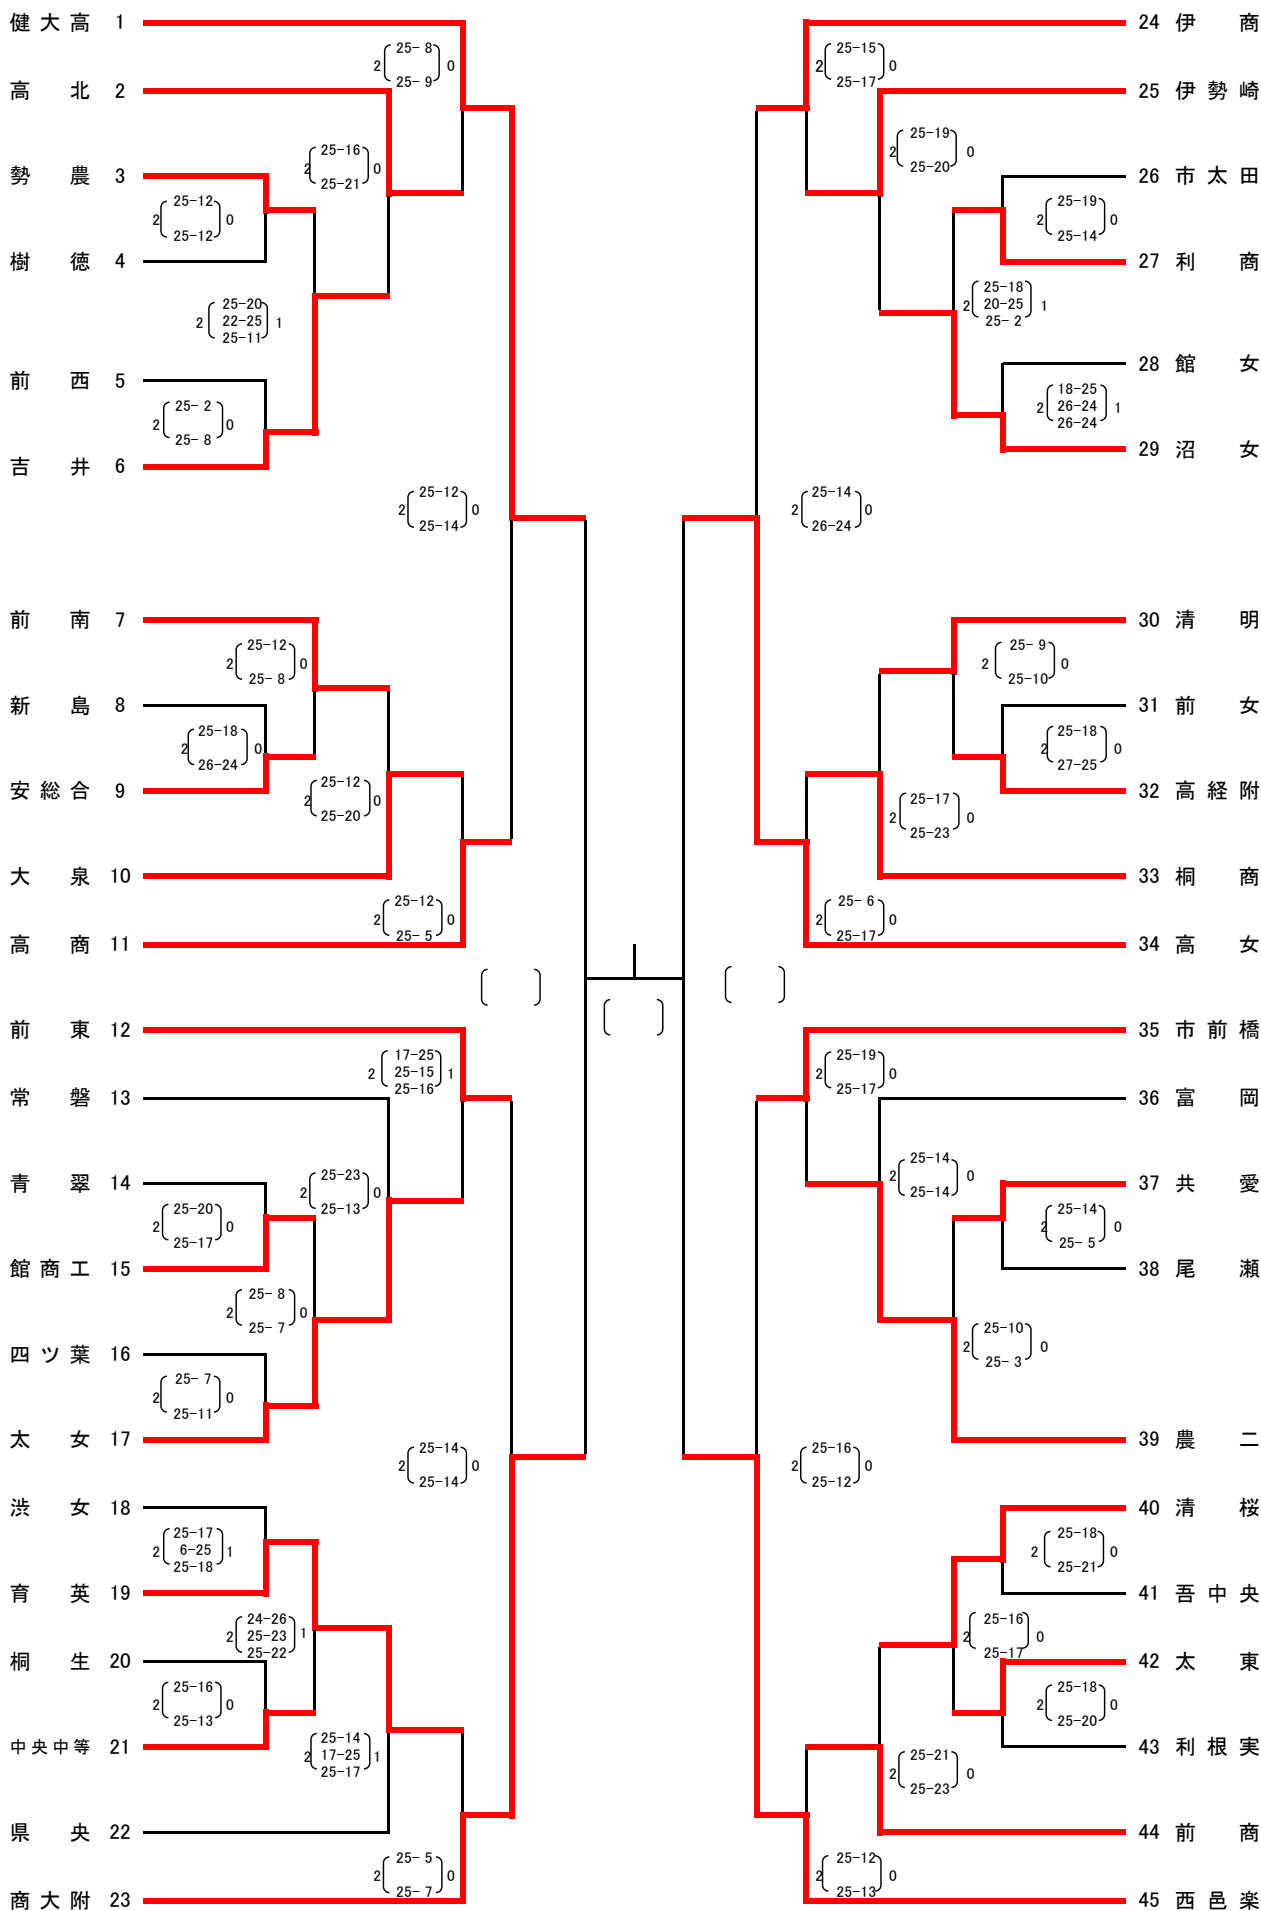 健大高 1
25- 8
2 0
25- 9
高北 2
25-16
2 0
25-21
勢農 3
25-12
2 0
25-12
樹徳 4
25-20
2 22-25 1
25-11
前西 5
25- 2
2 0
25- 8
吉井 6
25-12
2 0
25-14
前南 7
25-12
2 0
25- 8
新島 8
25-18
2 0
26-24
安総合 9
25-12
2 0
25-20
大泉 10
25-12
2 0
25- 5
高商 11
前東 12
17-25
2 25-15 1
25-16
常磐 13
25-23
2 0
25-13
青翠 14
25-20
2 0
25-17
館商工 15
25- 8
2 0
25- 7
四ツ葉 16
25- 7
2 0
25-11
太女 17
25-14
2 0
25-14
渋女 18
25-17
2 6-25 1
25-18
育英 19
24-26
2 25-23 1
25-22
桐生 20
25-16
2 0
25-13
中央中等 21
25-14
2 17-25 1
25-17
県央 22
25- 5
2 0
25- 7
商大附 23
24 伊商
25-15
2 0
25-17
25 伊勢崎
25-19
2 0
25-20
26 市太田
25-19
2 0
25-14
27 利商
25-18
2 20-25 1
25- 2
28 館女
18-25
2 26-24 1
26-24
29 沼女
25-14
2 0
26-24
30 清明
25- 9
2 0
25-10
31 前女
25-18
2 0
27-25
32 高経附
25-17
2 0
25-23
33 桐商
25- 6
2 0
25-17
34 高女
35 市前橋
25-19
2 0
25-17
36 富岡
25-14
2 0
25-14
37 共愛
25-14
2 0
25- 5
38 尾瀬
25-10
2 0
25- 3
39 農二
25-16
2 0
25-12
40 清桜
25-18
2 0
25-21
41 吾中央
25-16
2 0
25-17
42 太東
25-18
2 0
25-20
43 利根実
25-21
2 0
25-23
44 前商
25-12
2 0
25-13
45 西邑楽